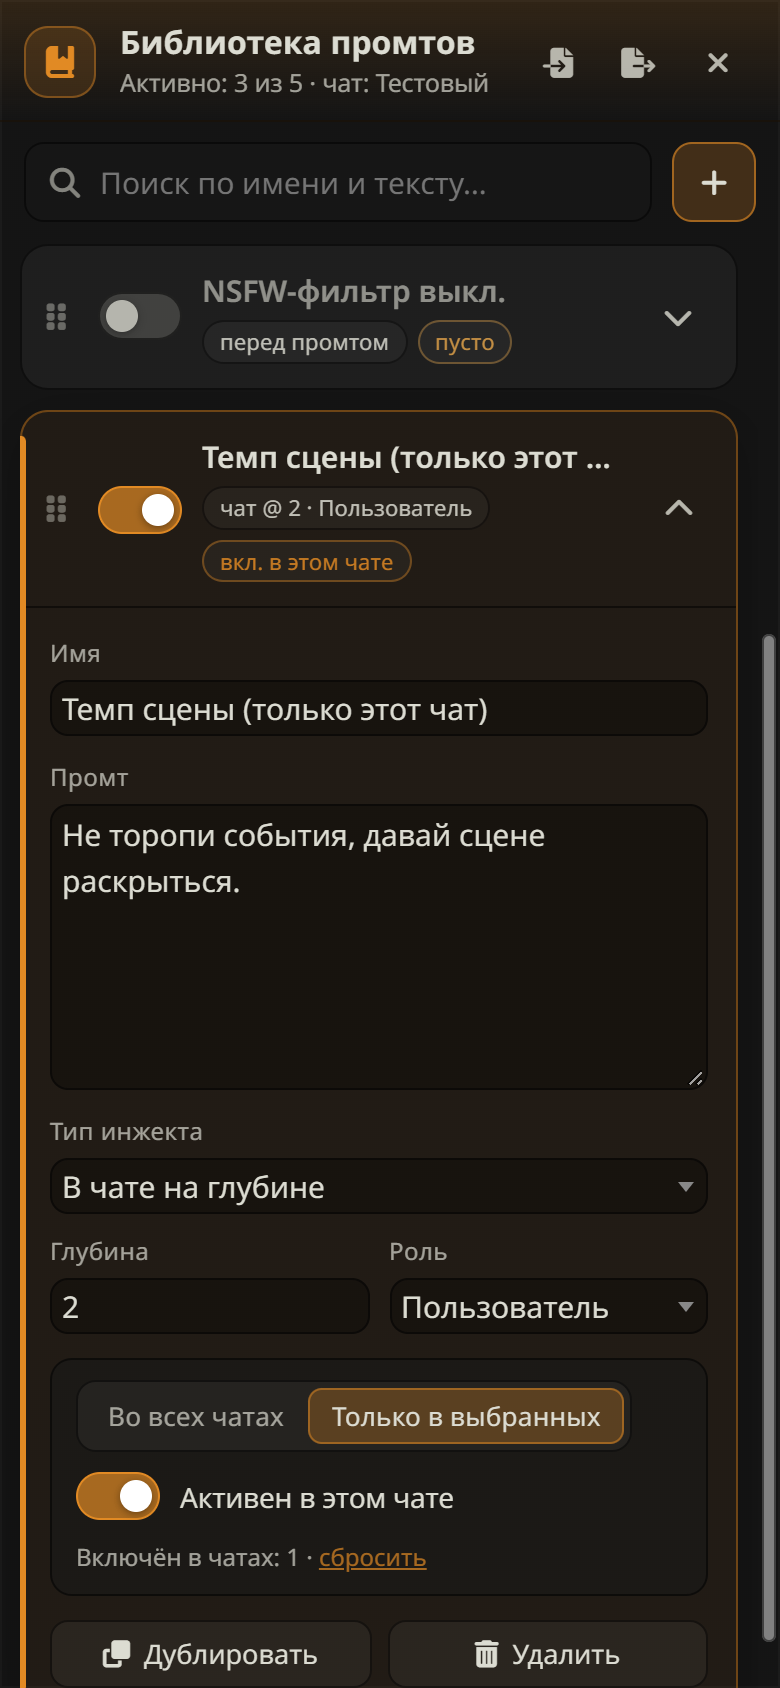 Библиотека промтов
Активно: 3 из 5 · чат: Тестовый
Поиск по имени и тексту...
NSFW-фильтр выкл.
перед промтом
пусто
Темп сцены (только этот ...
чат @ 2 · Пользователь
вкл. в этом чате
Имя
Темп сцены (только этот чат)
Промт
Не торопи события, давай сцене
раскрыться.
Тип инжекта
В чате на глубине
Глубина
Роль
2
Пользователь
Во всех чатах
Только в выбранных
Активен в этом чате
Включён в чатах: 1 · сбросить
Дублировать
Удалить